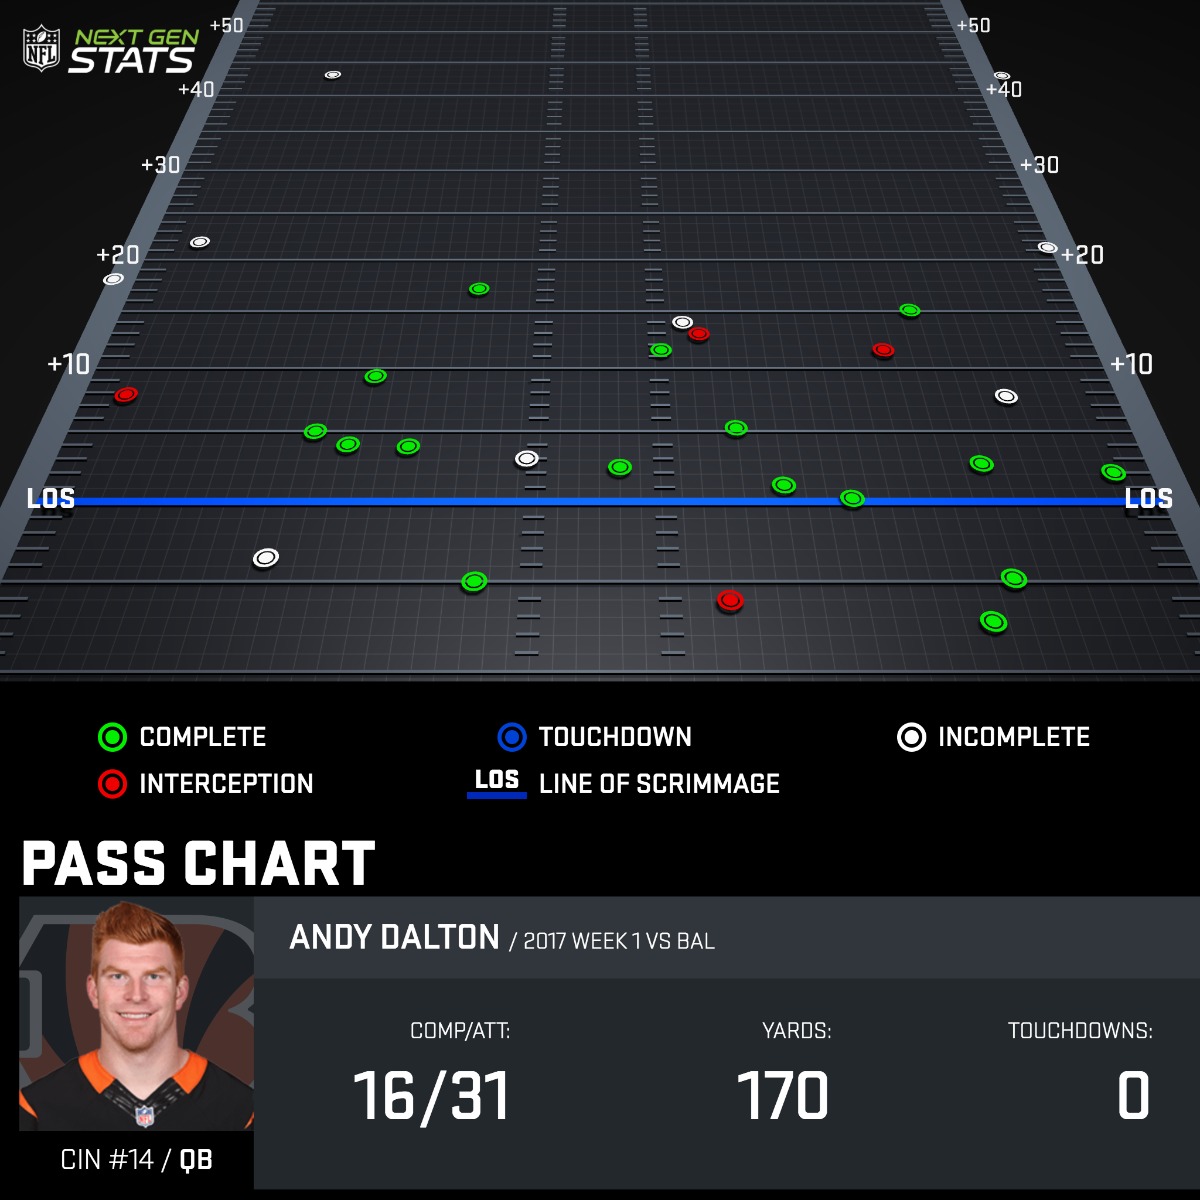 NFL
NEXT GEN
STATS
+50 +50
+40 +40
+30 +30
+20 +20
+10 +10
LOS LOS
COMPLETE TOUCHDOWN INCOMPLETE
INTERCEPTION LOS LINE OF SCRIMMAGE
PASS CHART
ANDY DALTON / 2017 WEEK 1 VS BAL
COMP/ATT: YARDS: TOUCHDOWNS:
16/31 170 0
NFL
CIN #14 / QB